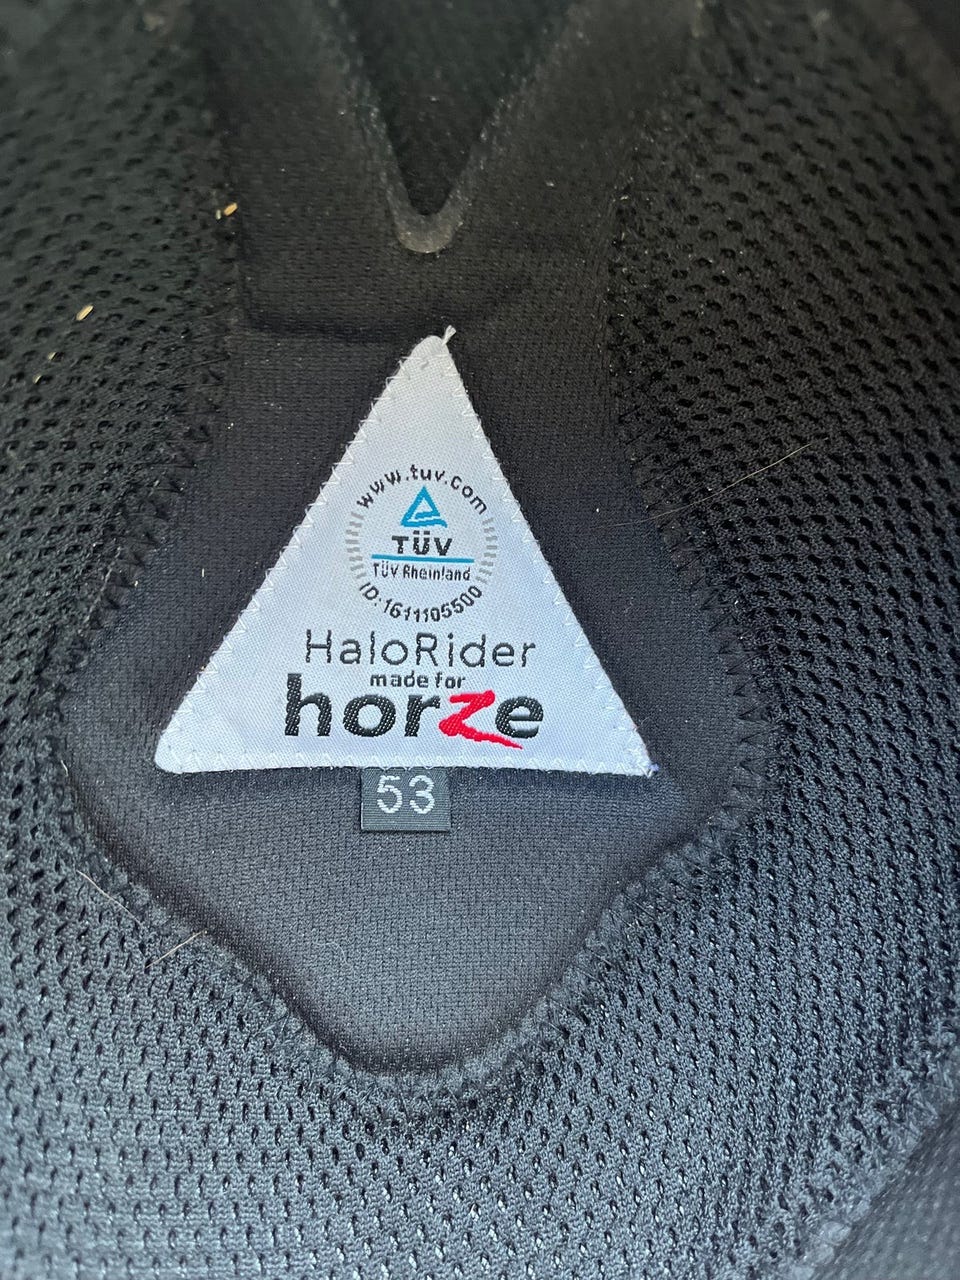 www.tuv.com
TÜV
TÜV Rheinland
ID:1611105500
HaloRider
made for
horze
53